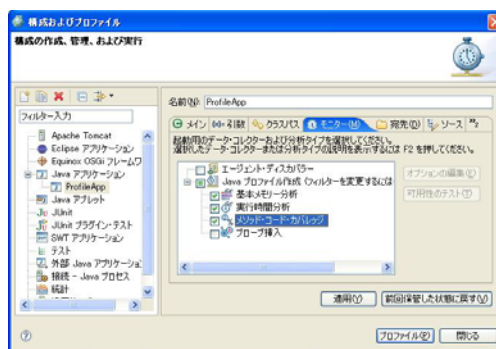 構成およびプロファイル
構成の作成、管理、および実行
名前(N): ProfileApp
フィルター入力
Apache Tomcat
Eclipse アプリケーション
Equinox OSGi フレームワ
Java アプリケーション
ProfileApp
Java アプレット
JUnit
JUnit プラグイン・テスト
SWT アプリケーション
テスト
外部 Java アプリケーション
接続 - Java プロセス
統計
メイン
(x)= 引数
クラスパス
モニター(M)
宛先(D)
ソース
»2
起動用のデータ・コレクターおよび分析タイプを選択してください。
選択したデータ・コレクターまたは分析タイプの説明を表示するには F2 を押してください。
エージェント・ディスカバラー
Java プロファイル作成 (フィルターを変更するには
基本メモリー分析
実行時間分析
メソッド・コード・カバレッジ
プローブ挿入
オプションの編集(E)
可用性のテスト(T)
適用(Y)
前回保管した状態に戻す(V)
プロファイル(P)
閉じる